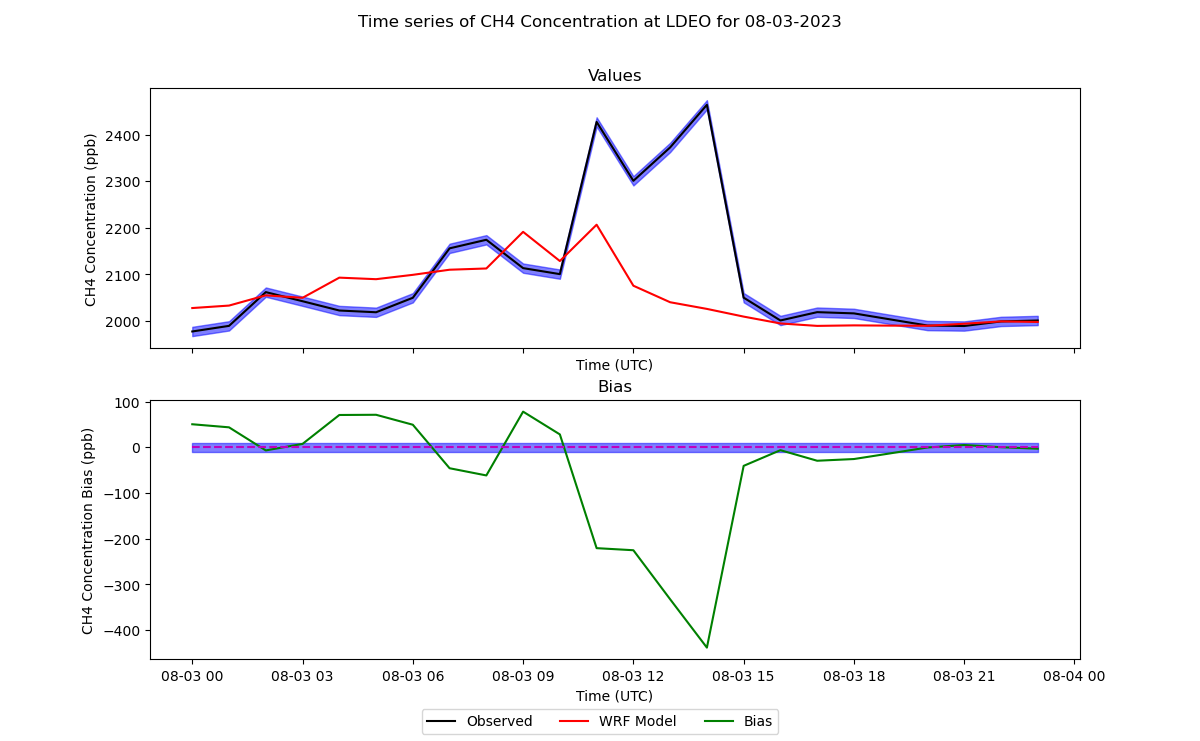 Time series of CH4 Concentration at LDEO for 08-03-2023
Values
CH4 Concentration (ppb)
2400
2300
2200
2100
2000
Time (UTC)
Bias
CH4 Concentration Bias (ppb)
100
0
−100
−200
−300
−400
08-03 00 08-03 03 08-03 06 08-03 09 08-03 12 08-03 15 08-03 18 08-03 21 08-04 00
Time (UTC)
Observed WRF Model Bias